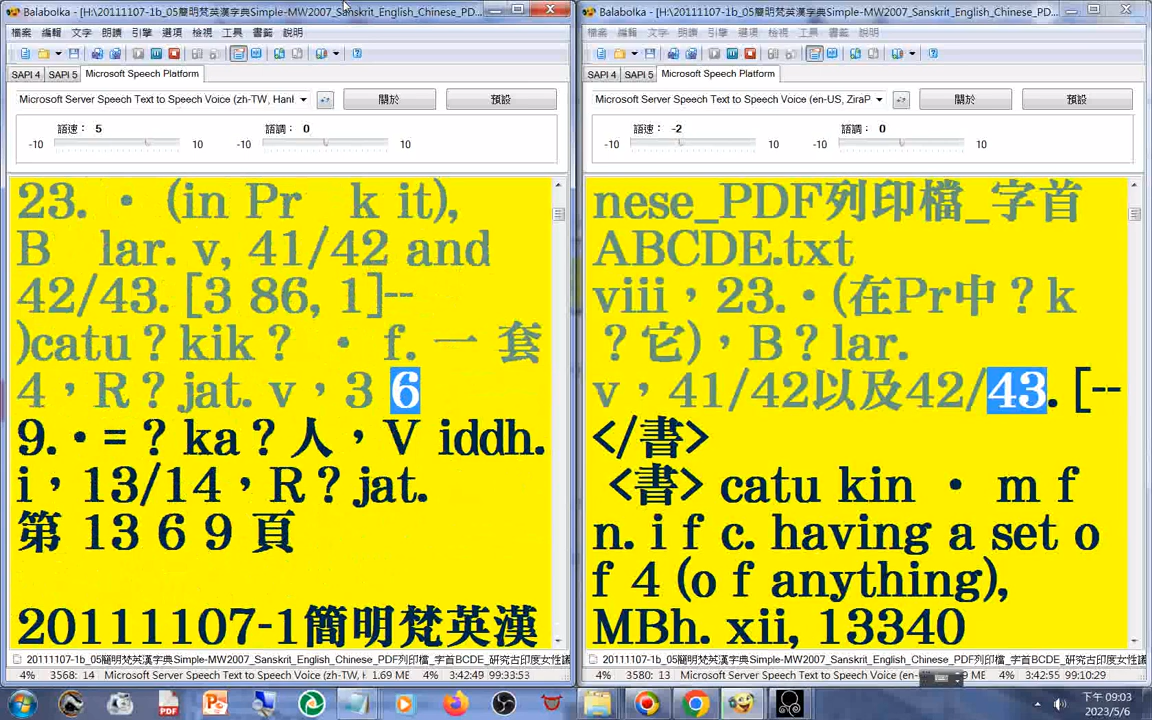 Balabolka - [H:\20111107-1b_05簡明梵英漢字典Simple-MW2007_Sanskrit_English_Chinese_PD...
檔案 編輯 文字 朗讀 引擎 選項 檢視 工具 書籤 說明
SAPI 4 SAPI 5 Microsoft Speech Platform
Microsoft Server Speech Text to Speech Voice (zh-TW, HanI
關於 預設
語速： 5 語調： 0
-10 10 -10 10
23. • (in Pr k it),
B lar. v, 41/42 and
42/43. [3 86, 1]--
)catu？kik？ • f. 一 套
4，R？jat. v，3 6
9. • =？ka？人，V iddh.
i，13/14，R？jat.
第 13 6 9 頁
20111107-1簡明梵英漢
20111107-1b_05簡明梵英漢字典Simple-MW2007_Sanskrit_English_Chinese_PDF列印檔_字首BCDE_研究古印度女性議
4% 3568: 14 Microsoft Server Speech Text to Speech Voice (zh-TW, H 1.69 ME 4% 3:42:49 99:33:53
Balabolka - [H:\20111107-1b_05簡明梵英漢字典Simple-MW2007_Sanskrit_English_Chinese_PD...
檔案 編輯 文字 朗讀 引擎 選項 檢視 工具 書籤 說明
SAPI 4 SAPI 5 Microsoft Speech Platform
Microsoft Server Speech Text to Speech Voice (en-US, ZiraP
關於 預設
語速： -2 語調： 0
-10 10 -10 10
nese_PDF列印檔_字首
ABCDE.txt
viii，23. •(在Pr中？k
？它)，B？lar.
v，41/42以及42/43. [--
</書>
<書> catu kin • m f
n. i f c. having a set o
f 4 (o f anything),
MBh. xii, 13340
20111107-1b_05簡明梵英漢字典Simple-MW2007_Sanskrit_English_Chinese_PDF列印檔_字首ABCDE.txt
4% 3580: 13 Microsoft Server Speech Text to Speech Voice (en-US, 9 ME 4% 3:42:55 99:10:29
PDF
下午 09:03
2023/5/6